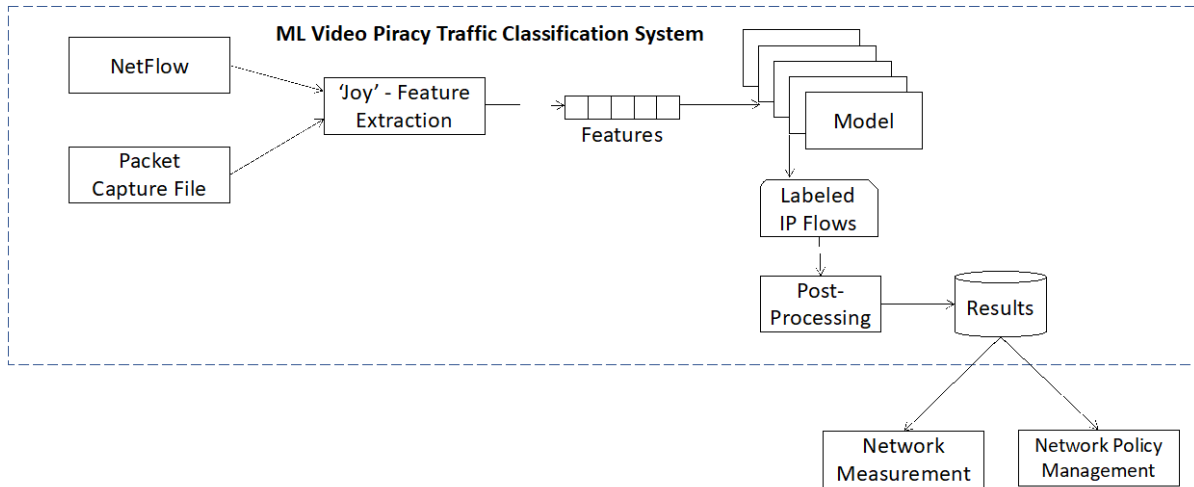 ML Video Piracy Traffic Classification System
NetFlow
‘Joy’ - Feature
Extraction
Features
Model
Packet
Capture File
Labeled
IP Flows
Post-
Processing
Results
Network
Measurement
Network Policy
Management